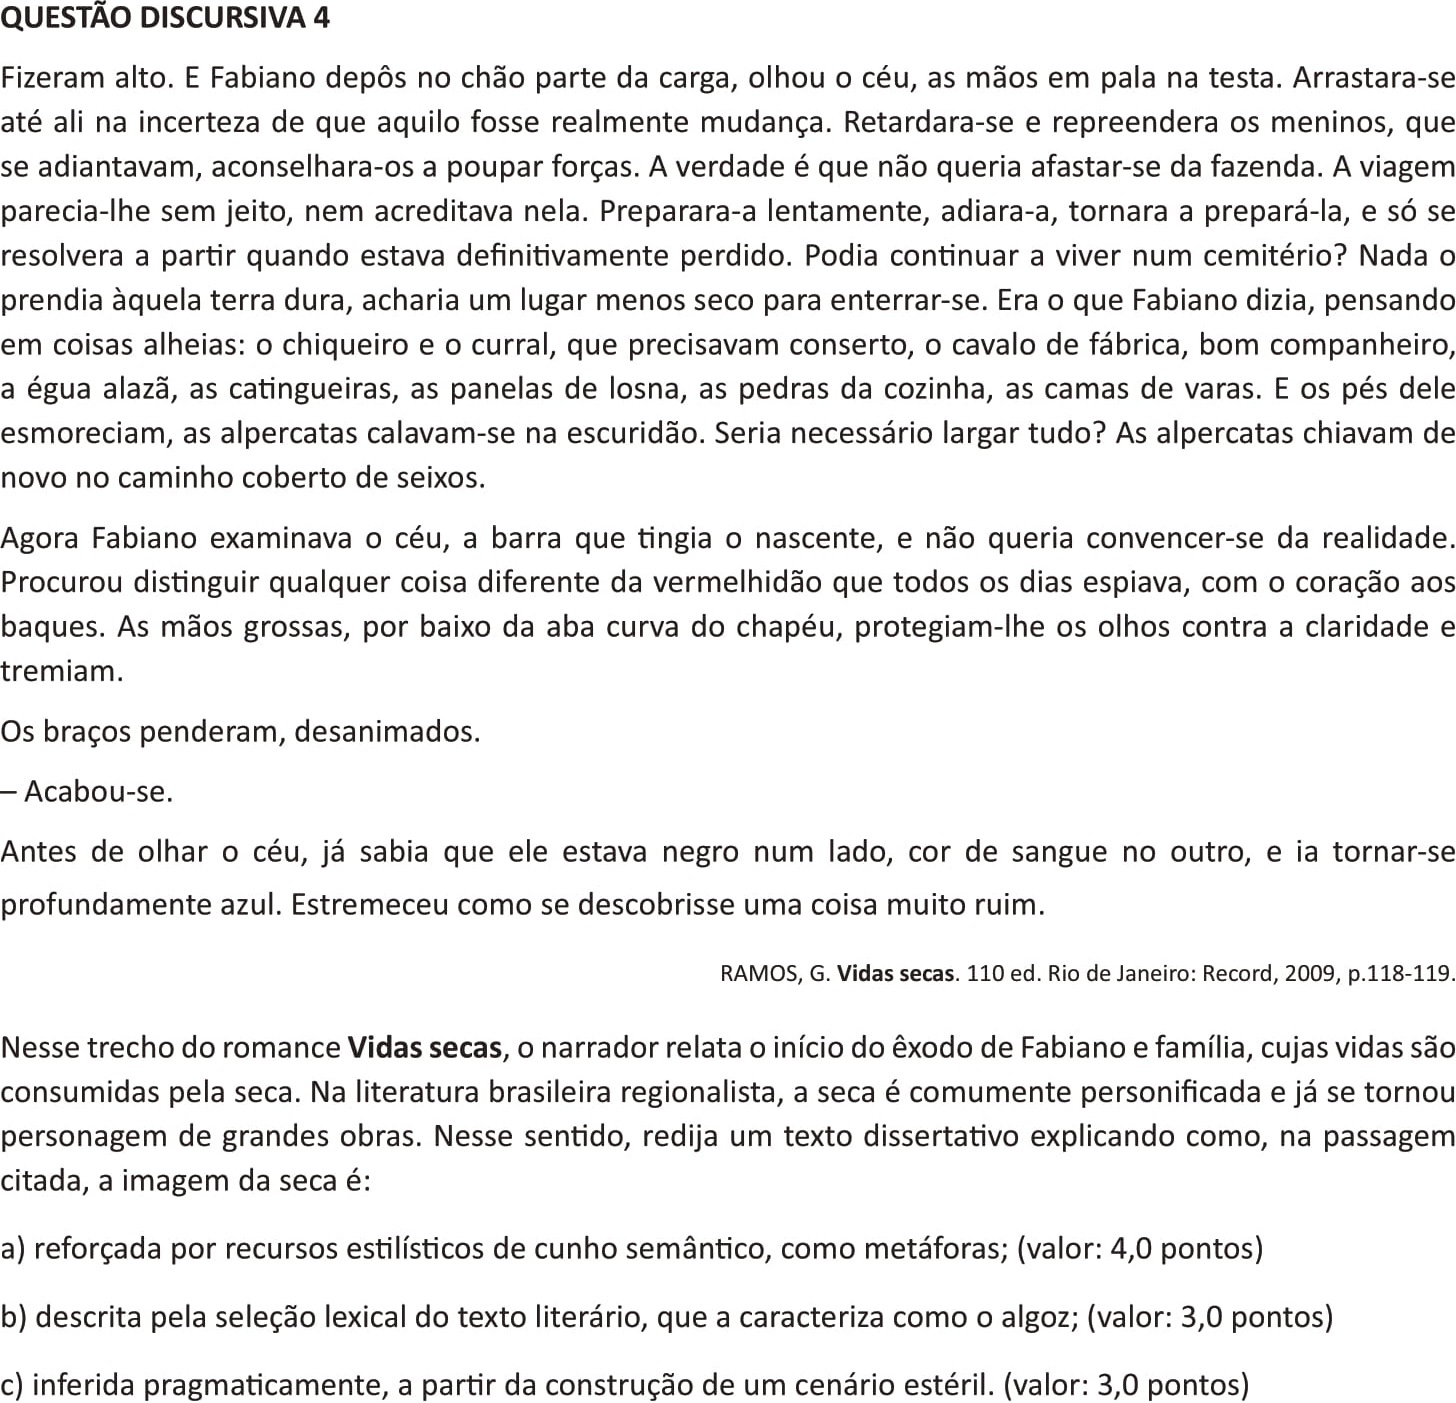 QUESTÃO DISCURSIVA 4
Fizeram alto. E Fabiano depôs no chão parte da carga, olhou o céu, as mãos em pala na testa. Arrastara-se
até ali na incerteza de que aquilo fosse realmente mudança. Retardara-se e repreendera os meninos, que
se adiantavam, aconselhara-os a poupar forças. A verdade é que não queria afastar-se da fazenda. A viagem
parecia-lhe sem jeito, nem acreditava nela. Preparara-a lentamente, adiara-a, tornara a prepará-la, e só se
resolvera a partir quando estava definitivamente perdido. Podia continuar a viver num cemitério? Nada o
prendia àquela terra dura, acharia um lugar menos seco para enterrar-se. Era o que Fabiano dizia, pensando
em coisas alheias: o chiqueiro e o curral, que precisavam conserto, o cavalo de fábrica, bom companheiro,
a égua alazã, as catingueiras, as panelas de losna, as pedras da cozinha, as camas de varas. E os pés dele
esmoreciam, as alpercatas calavam-se na escuridão. Seria necessário largar tudo? As alpercatas chiavam de
novo no caminho coberto de seixos.
Agora Fabiano examinava o céu, a barra que tingia o nascente, e não queria convencer-se da realidade.
Procurou distinguir qualquer coisa diferente da vermelhidão que todos os dias espiava, com o coração aos
baques. As mãos grossas, por baixo da aba curva do chapéu, protegiam-lhe os olhos contra a claridade e
tremiam.
Os braços penderam, desanimados.
– Acabou-se.
Antes de olhar o céu, já sabia que ele estava negro num lado, cor de sangue no outro, e ia tornar-se
profundamente azul. Estremeceu como se descobrisse uma coisa muito ruim.
RAMOS, G. Vidas secas. 110 ed. Rio de Janeiro: Record, 2009, p.118-119.
Nesse trecho do romance Vidas secas, o narrador relata o início do êxodo de Fabiano e família, cujas vidas são
consumidas pela seca. Na literatura brasileira regionalista, a seca é comumente personificada e já se tornou
personagem de grandes obras. Nesse sentido, redija um texto dissertativo explicando como, na passagem
citada, a imagem da seca é:
a) reforçada por recursos estilísticos de cunho semântico, como metáforas; (valor: 4,0 pontos)
b) descrita pela seleção lexical do texto literário, que a caracteriza como o algoz; (valor: 3,0 pontos)
c) inferida pragmaticamente, a partir da construção de um cenário estéril. (valor: 3,0 pontos)